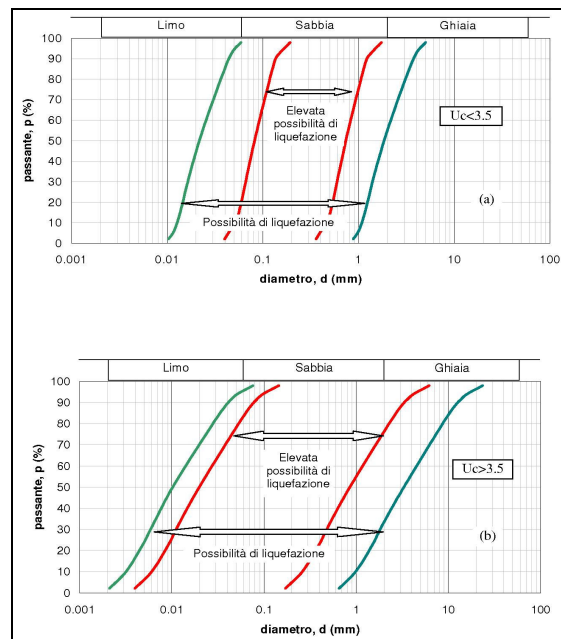 Limo Sabbia Ghiaia
100
90
80
70
60
50
40
30
20
10
0
passante, p (%)
Elevata
possibilità di
liquefazione
Uc<3.5
(a)
Possibilità di liquefazione
0.001 0.01 0.1 1 10 100
diametro, d (mm)
Limo Sabbia Ghiaia
100
90
80
70
60
50
40
30
20
10
0
passante, p (%)
Elevata
possibilità di
liquefazione
Uc>3.5
(b)
Possibilità di liquefazione
0.001 0.01 0.1 1 10 100
diametro, d (mm)